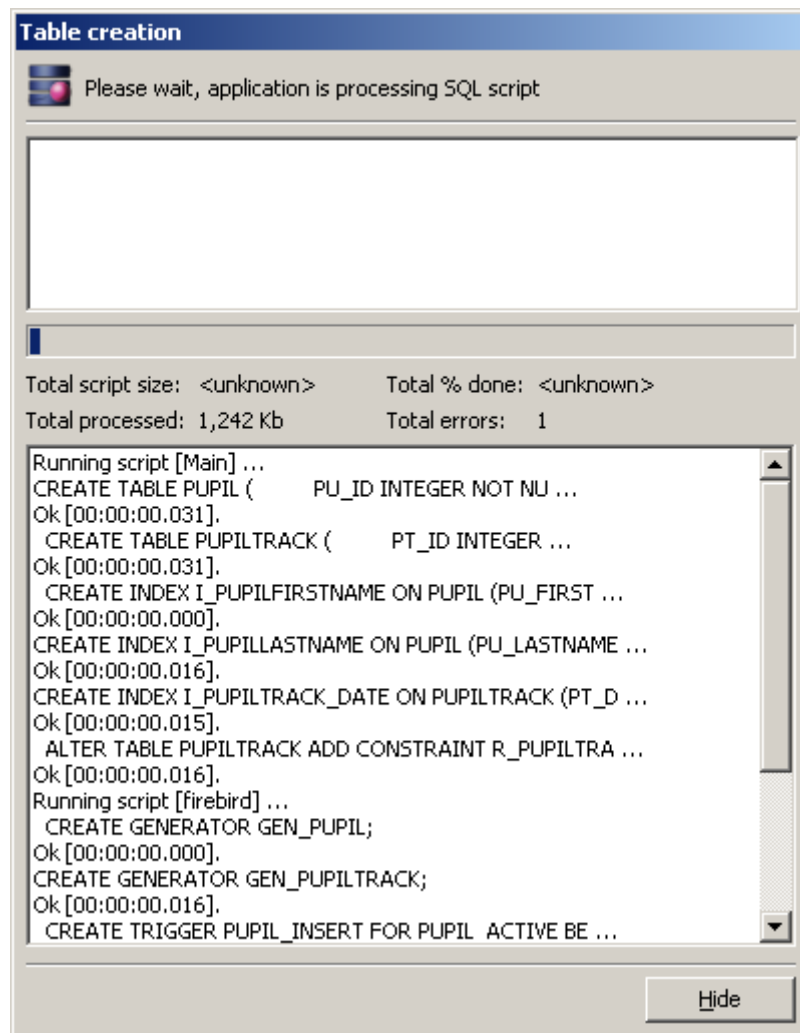 Table creation
Please wait, application is processing SQL script
Total script size: <unknown> Total % done: <unknown>
Total processed: 1,242 Kb Total errors: 1
Running script [Main] ...
CREATE TABLE PUPIL ( PU_ID INTEGER NOT NU ...
Ok [00:00:00.031].
CREATE TABLE PUPILTRACK ( PT_ID INTEGER ...
Ok [00:00:00.031].
CREATE INDEX I_PUPILFIRSTNAME ON PUPIL (PU_FIRST ...
Ok [00:00:00.000].
CREATE INDEX I_PUPILLASTNAME ON PUPIL (PU_LASTNAME ...
Ok [00:00:00.016].
CREATE INDEX I_PUPILTRACK_DATE ON PUPILTRACK (PT_D ...
Ok [00:00:00.015].
ALTER TABLE PUPILTRACK ADD CONSTRAINT R_PUPILTRA ...
Ok [00:00:00.016].
Running script [firebird] ...
CREATE GENERATOR GEN_PUPIL;
Ok [00:00:00.000].
CREATE GENERATOR GEN_PUPILTRACK;
Ok [00:00:00.016].
CREATE TRIGGER PUPIL_INSERT FOR PUPIL ACTIVE BE ...
Hide